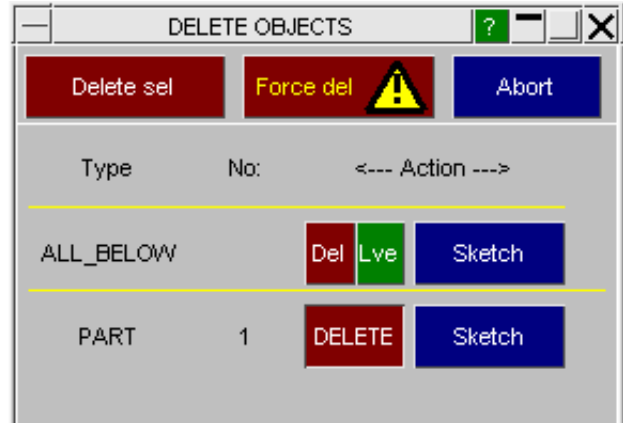 DELETE OBJECTS ?
Delete sel Force del ! Abort
Type No: <--- Action --->
ALL_BELOW Del Lve Sketch
PART 1 DELETE Sketch